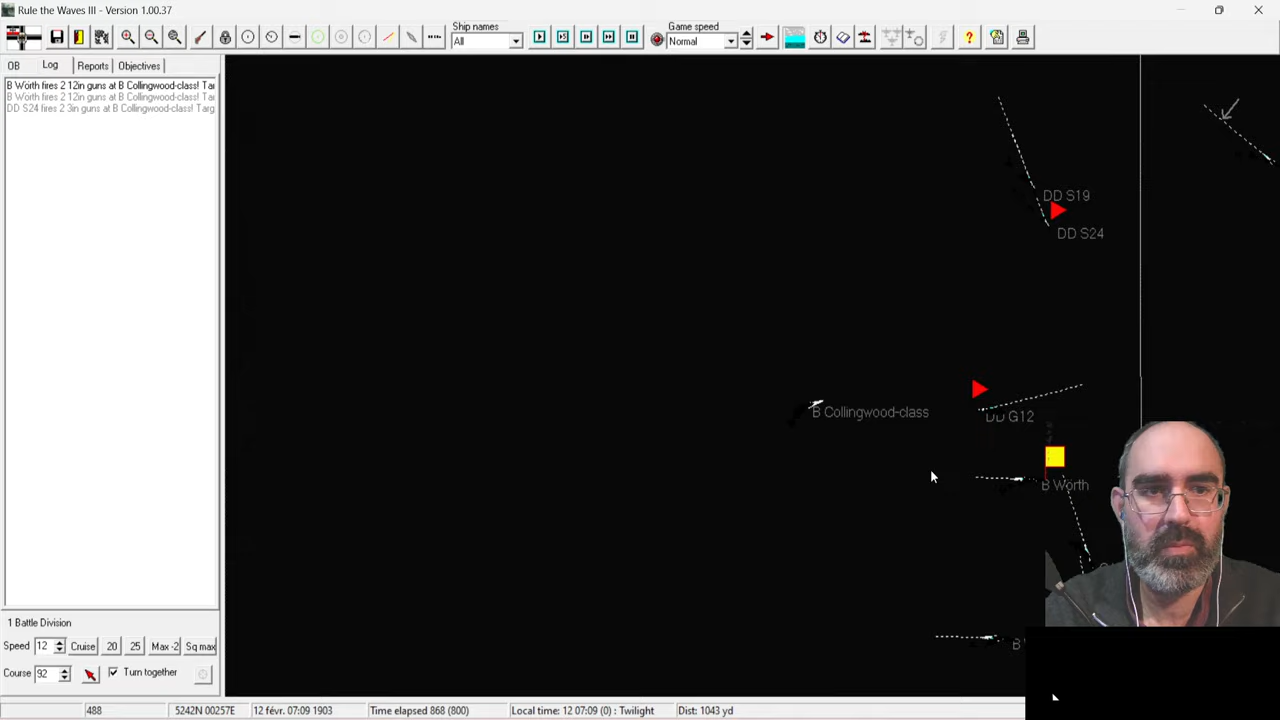 Rule the Waves III - Version 1.00.37
Ship names
All
Game speed
Normal
OB
Log
Reports
Objectives
B Wörth fires 2 12in guns at B Collingwood-class! Tar
B Wörth fires 2 12in guns at B Collingwood-class! Tar
DD S24 fires 2 3in guns at B Collingwood-class! Targ
DD S19
DD S24
B Collingwood-class
DD G12
B Wörth
B
1 Battle Division
Speed 12 Cruise 20 25 Max -2 Sq max
Course 92 Turn together
488
5242N 00257E
12 févr. 07:09 1903
Time elapsed 868 (800)
Local time: 12 07:09 (0) : Twilight
Dist: 1043 yd